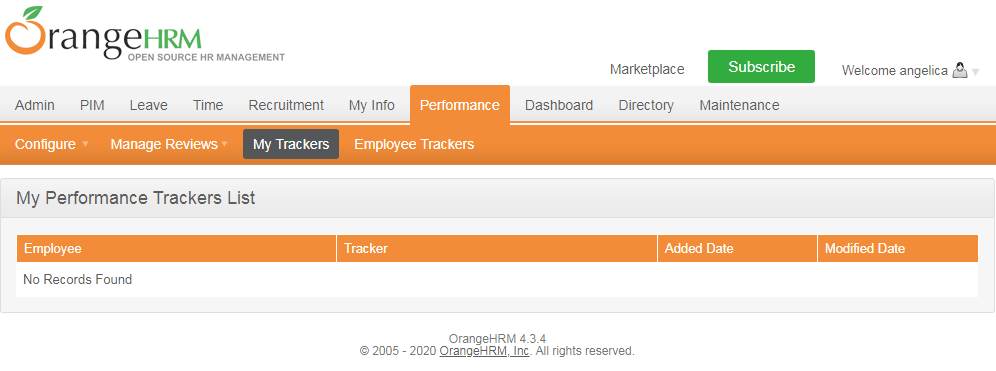 OrangeHRM
OPEN SOURCE HR MANAGEMENT
Marketplace Subscribe Welcome angelica
Admin PIM Leave Time Recruitment My Info Performance Dashboard Directory Maintenance
Configure Manage Reviews My Trackers Employee Trackers
My Performance Trackers List
Employee Tracker Added Date Modified Date
No Records Found
OrangeHRM 4.3.4
© 2005 - 2020 OrangeHRM, Inc. All rights reserved.